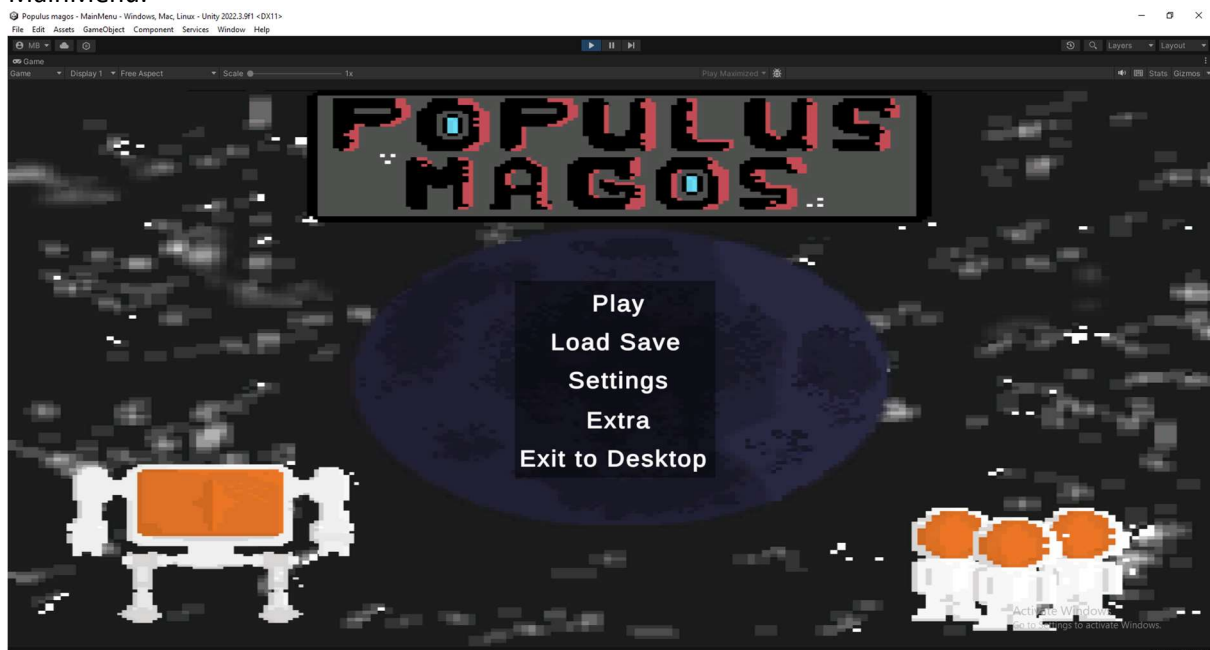 MainMenu:
Populus magos - MainMenu - Windows, Mac, Linux - Unity 2022.3.9f1 <DX11>
File Edit Assets GameObject Component Services Window Help
MB Layers Layout
Game
Game Display 1 Free Aspect Scale 1x Play Maximized Stats Gizmos
POPULUS
MAGOS
Play
Load Save
Settings
Extra
Exit to Desktop
Activate Windows
Go to Settings to activate Windows.